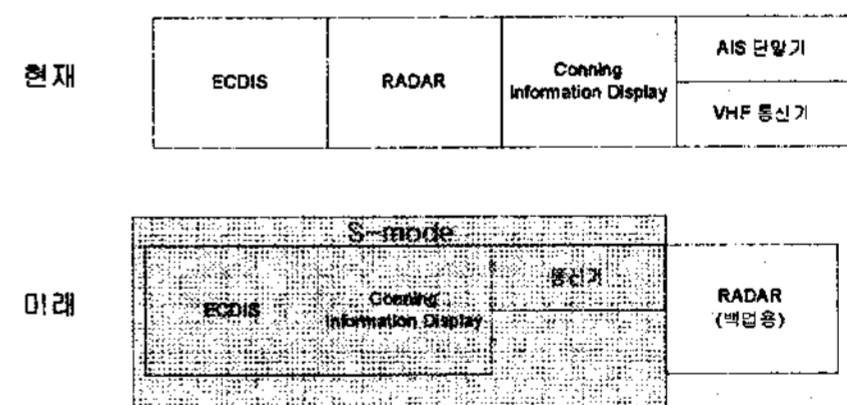 현재
ECDIS
RADAR
Conning
Information Display
AIS 단말기
VHF 통신기
미래
S-mode
ECDIS
Conning
Information Display
통신기
RADAR
(백업용)